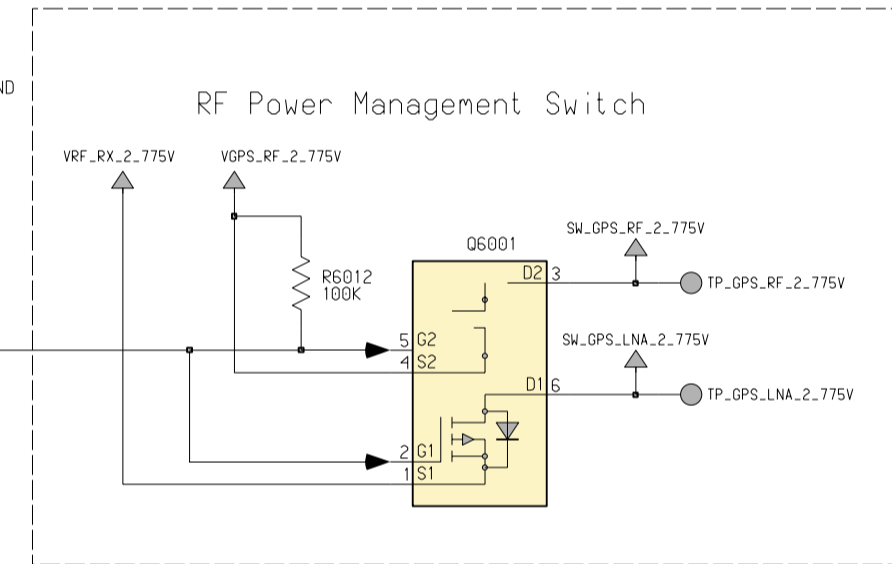 ND
RF Power Management Switch
VRF_RX_2_775V
VGPS_RF_2_775V
SW_GPS_RF_2_775V
Q6001
D2 3
TP_GPS_RF_2_775V
R6012
100K
5 G2
4 S2
SW_GPS_LNA_2_775V
D1 6
TP_GPS_LNA_2_775V
2 G1
1 S1